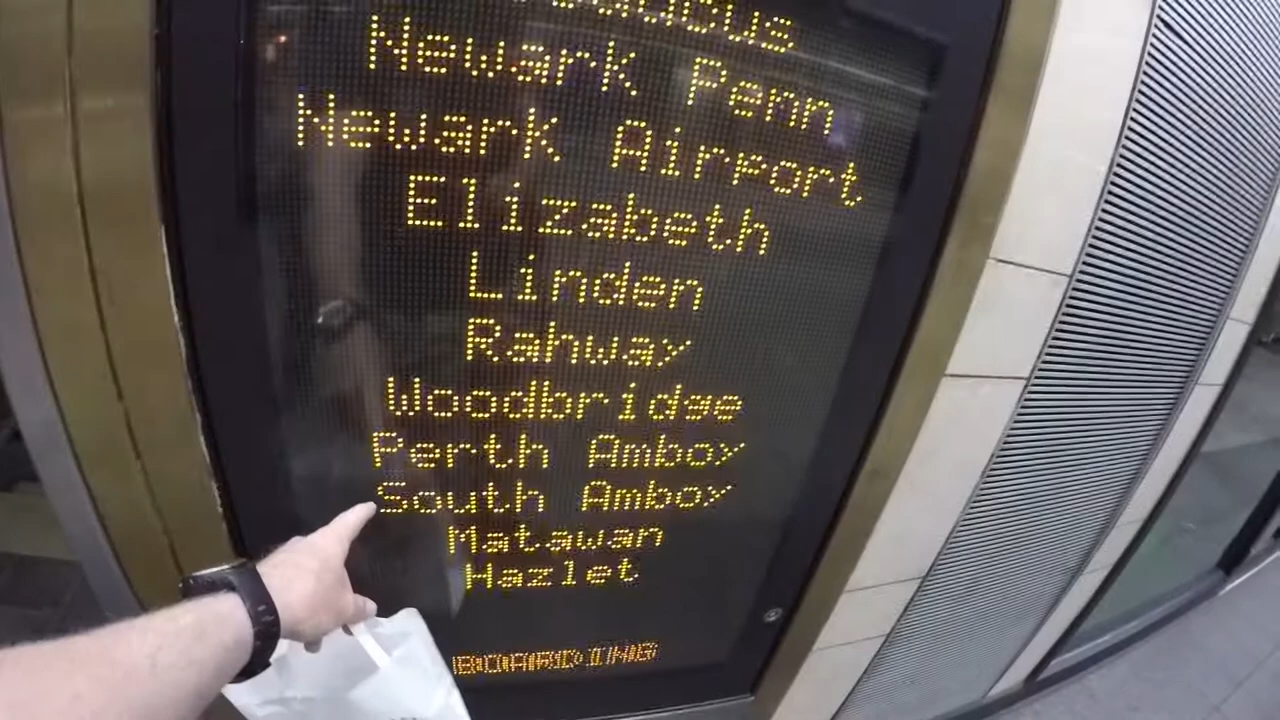 Newark Penn
Newark Airport
Elizabeth
Linden
Rahway
Woodbridge
Perth Amboy
South Amboy
Matawan
Hazlet
BOARDING